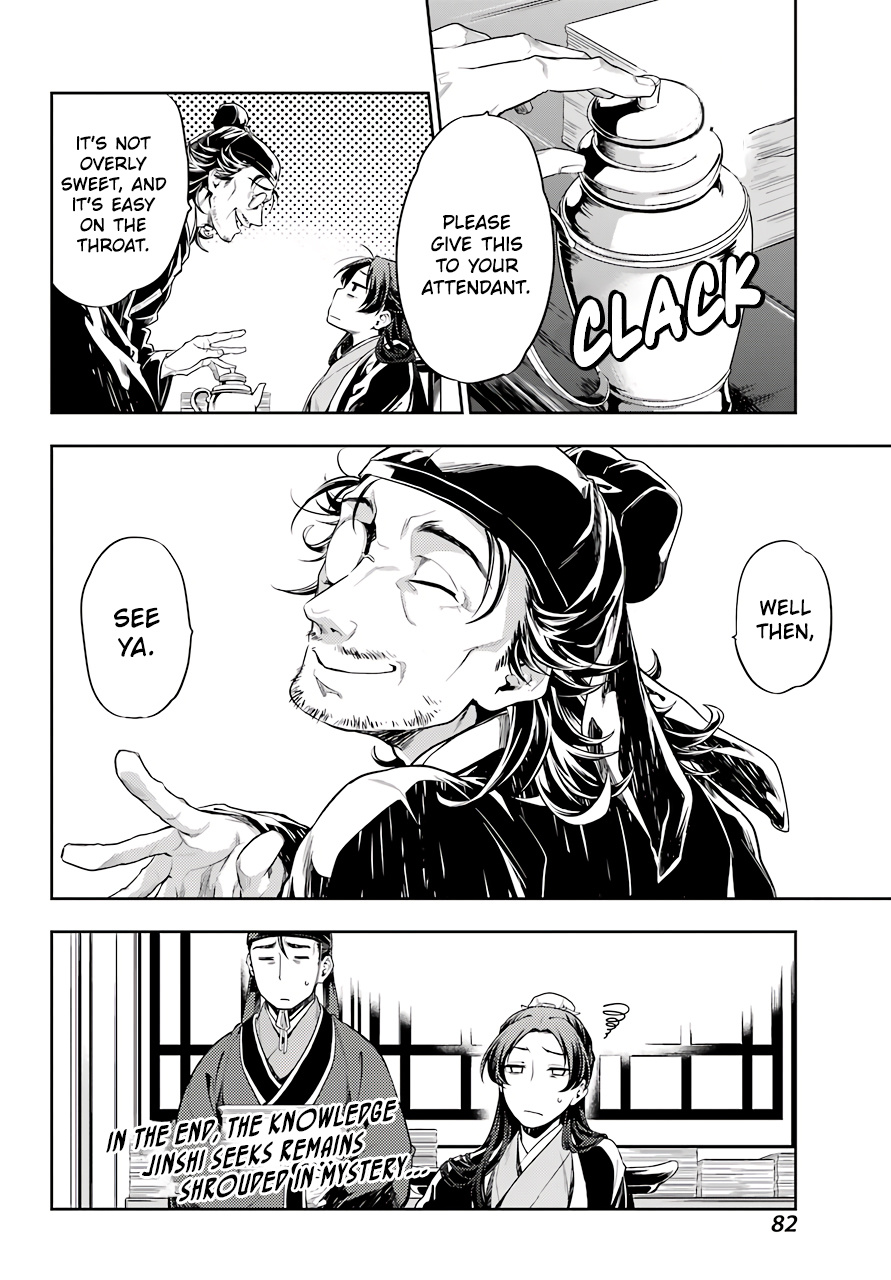 PLEASE
GIVE THIS
TO YOUR
ATTENDANT.
CLACK
IT'S NOT
OVERLY
SWEET, AND
IT'S EASY
ON THE
THROAT.
WELL
THEN,
SEE
YA.
IN THE END, THE KNOWLEDGE
JINSHI SEEKS REMAINS
SHROUDED IN MYSTERY...
82